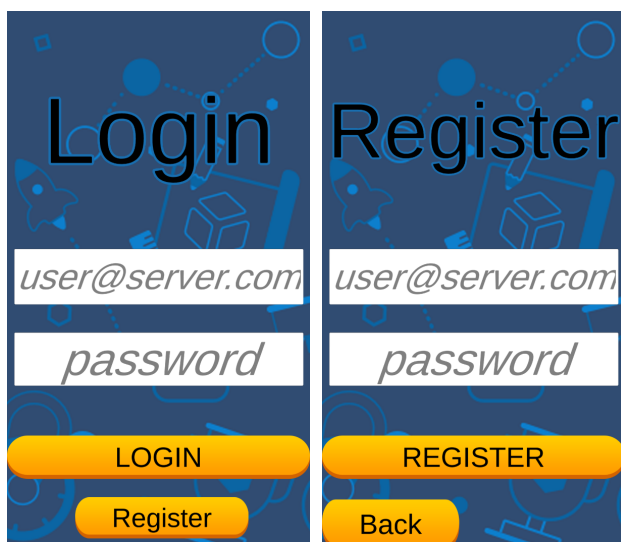 Login
user@server.com
password
LOGIN
Register
Register
user@server.com
password
REGISTER
Back